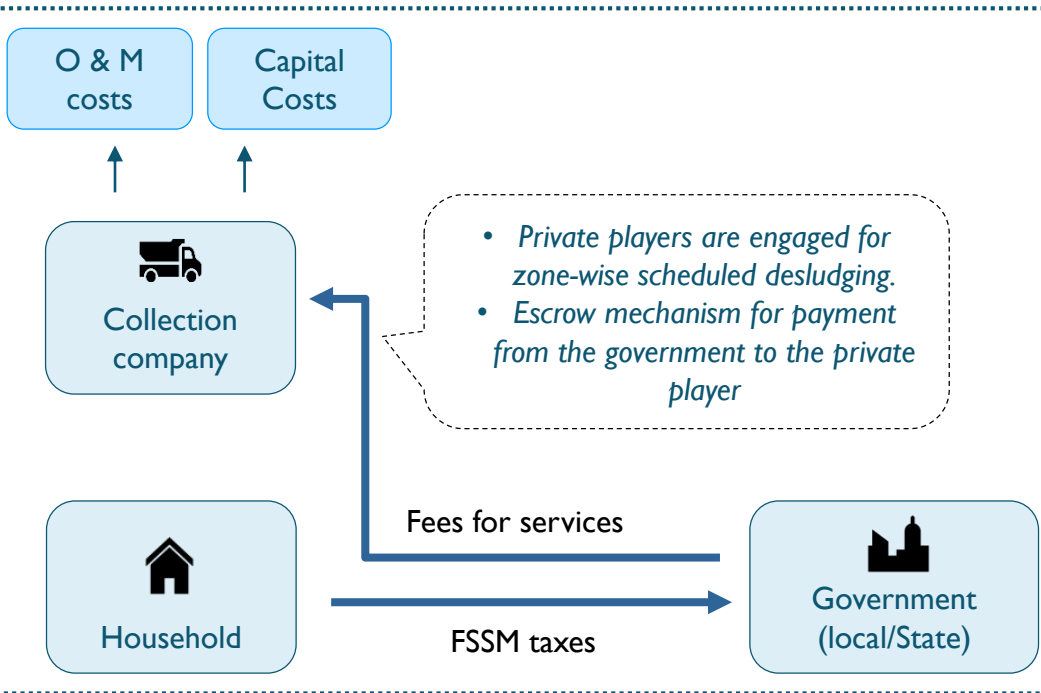 O & M
costs
Capital
Costs
Collection
company
• Private players are engaged for
zone-wise scheduled desludging.
• Escrow mechanism for payment
from the government to the private
player
Fees for services
Household
FSSM taxes
Government
(local/State)